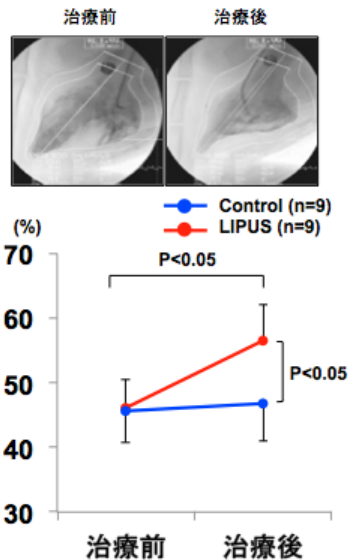 治療前 治療後
Control (n=9)
LIPUS (n=9)
(%)
70
P<0.05
60
50
P<0.05
40
30
治療前 治療後